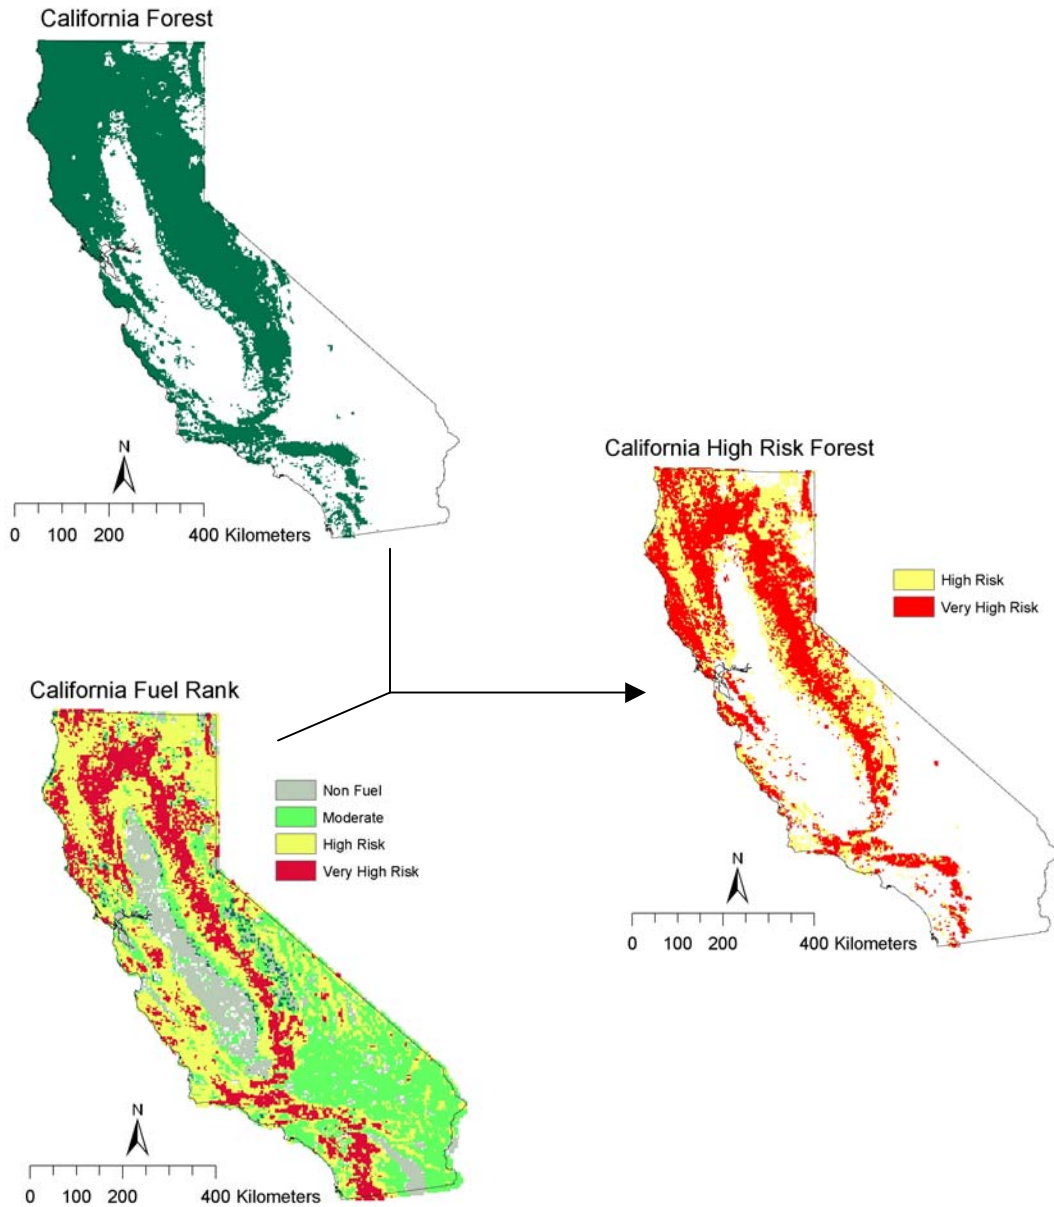 California Forest
N
0 100 200 400 Kilometers
California High Risk Forest
High Risk
Very High Risk
N
0 100 200 400 Kilometers
California Fuel Rank
Non Fuel
Moderate
High Risk
Very High Risk
N
0 100 200 400 Kilometers